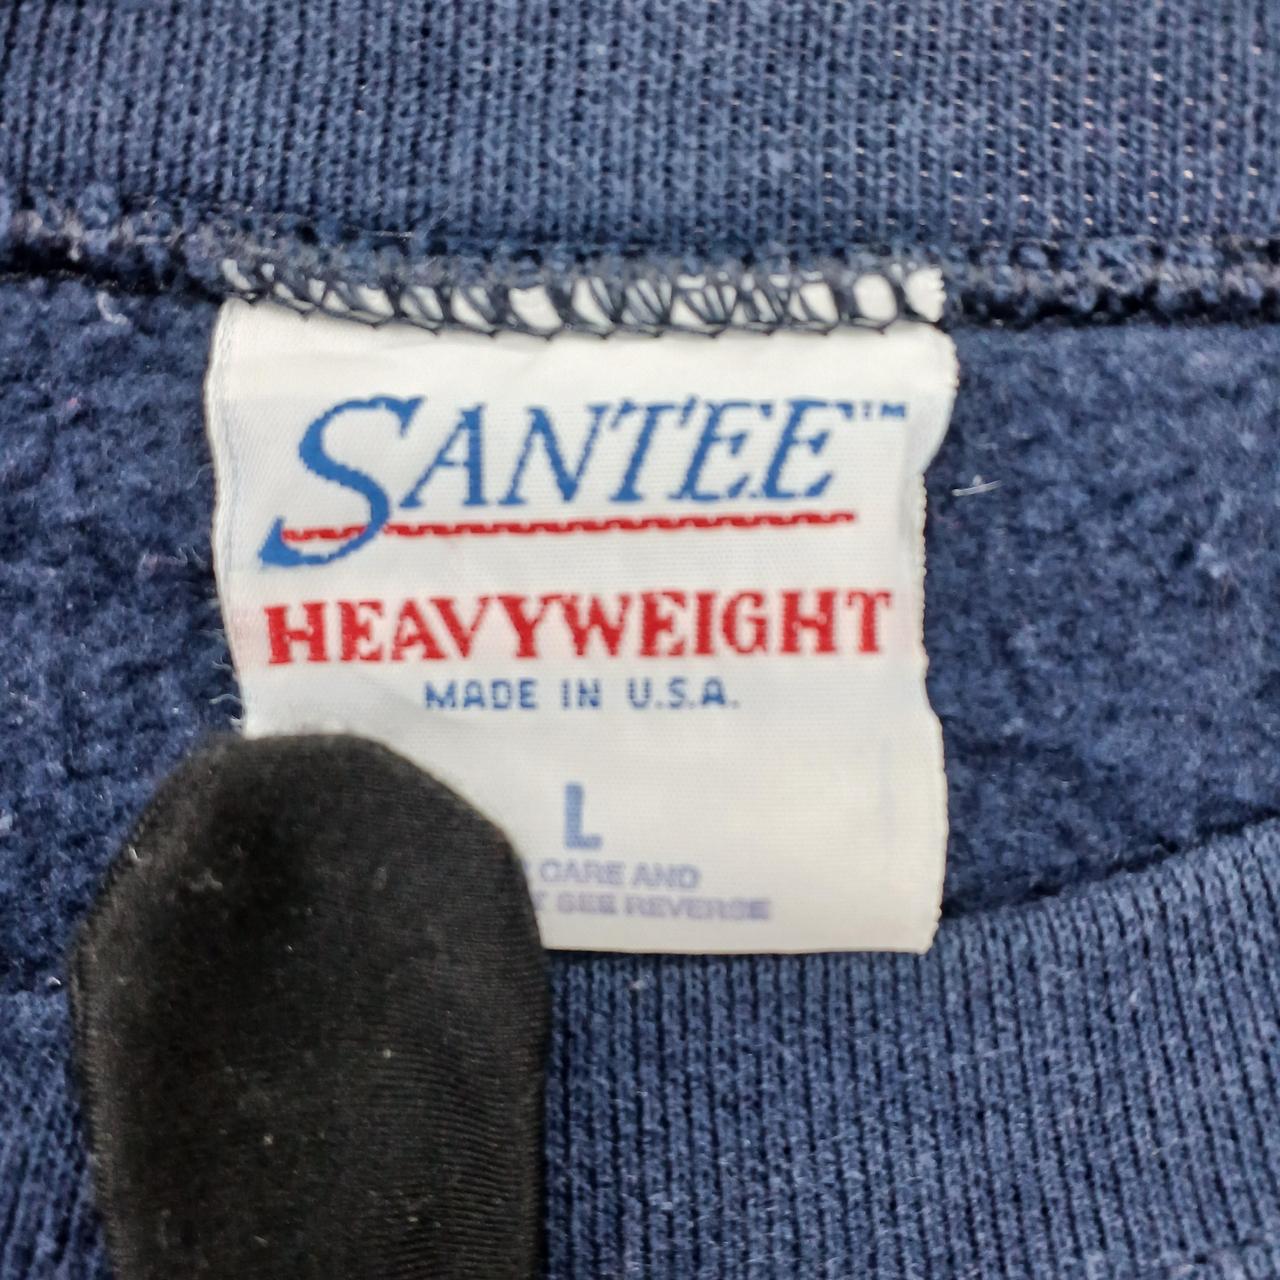 SANTEE™
HEAVYWEIGHT
MADE IN U.S.A.
L
CARE AND
SEE REVERSE